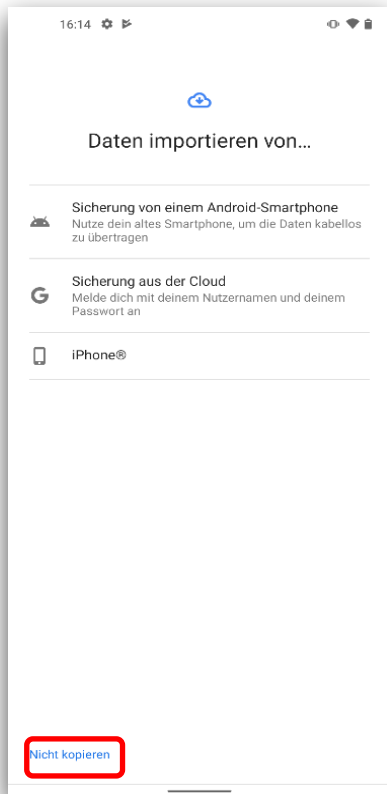 16:14
Daten importieren von...
Sicherung von einem Android-Smartphone
Nutze dein altes Smartphone, um die Daten kabellos
zu übertragen
Sicherung aus der Cloud
Melde dich mit deinem Nutzernamen und deinem
Passwort an
iPhone®
Nicht kopieren